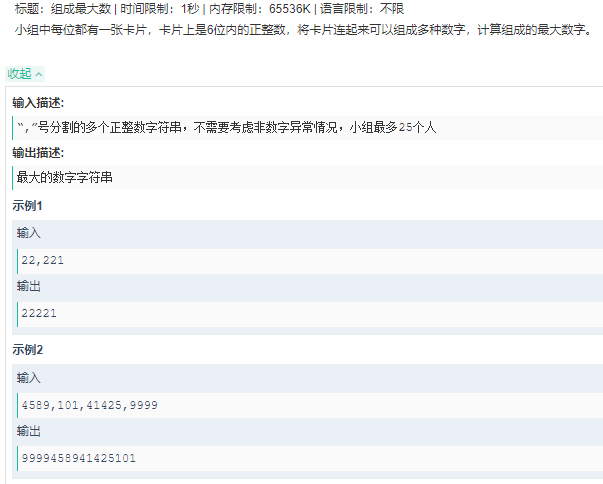 标题：组成最大数 | 时间限制：1秒 | 内存限制：65536K | 语言限制：不限
小组中每位都有一张卡片，卡片上是6位内的正整数，将卡片连起来可以组成多种数字，计算组成的最大数字。
收起
输入描述:
“,”号分割的多个正整数字符串，不需要考虑非数字异常情况，小组最多25个人
输出描述:
最大的数字字符串
示例1
输入
22,221
输出
22221
示例2
输入
4589,101,41425,9999
输出
9999458941425101